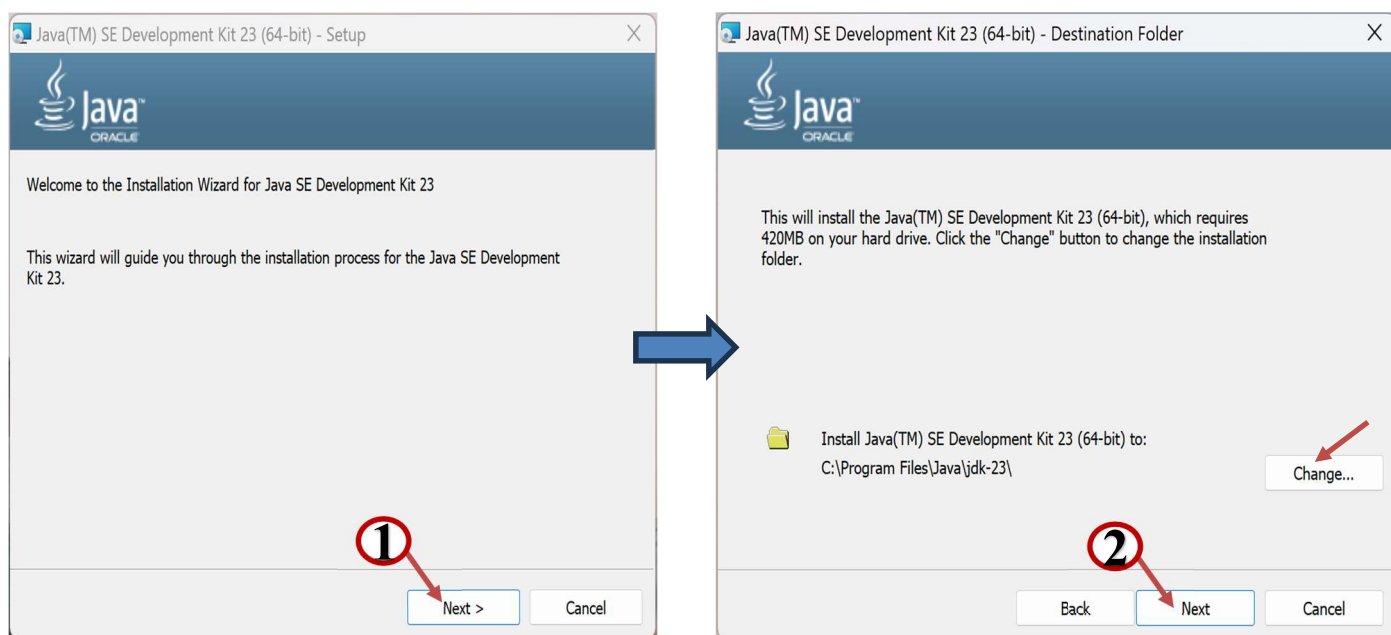 Java(TM) SE Development Kit 23 (64-bit) - Setup
Java™
ORACLE
Welcome to the Installation Wizard for Java SE Development Kit 23
This wizard will guide you through the installation process for the Java SE Development
Kit 23.
1
Next >
Cancel
Java(TM) SE Development Kit 23 (64-bit) - Destination Folder
Java™
ORACLE
This will install the Java(TM) SE Development Kit 23 (64-bit), which requires
420MB on your hard drive. Click the "Change" button to change the installation
folder.
Install Java(TM) SE Development Kit 23 (64-bit) to:
C:\Program Files\Java\jdk-23\
Change...
2
Back
Next
Cancel